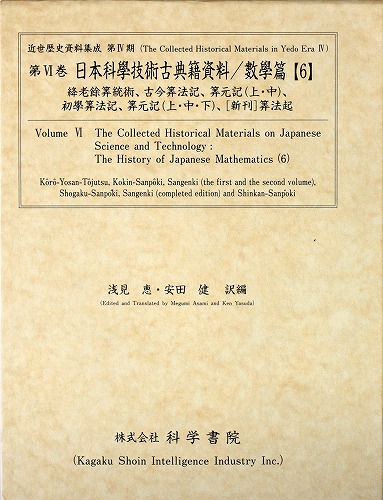 近世歴史資料集成 第Ⅳ期 (The Collected Historical Materials in Yedo Era Ⅳ)
第Ⅵ巻 日本科學技術古典籍資料/數學篇【6】
絳老餘算統術、古今算法記、算元記(上・中)、
初學算法記、算元記(上・中・下)、[新刊]算法起
Volume Ⅵ The Collected Historical Materials on Japanese
Science and Technology :
The History of Japanese Mathematics (6)
Kōrō-Yosan-Tōjutsu, Kokin-Sanpōki, Sangenki (the first and the second volume),
Shogaku-Sanpoki, Sangenki (completed edition) and Shinkan-Sanpoki
浅見 恵・安田 健 訳編
(Edited and Translated by Megumi Asami and Ken Yasuda)
株式会社 科学書院
(Kagaku Shoin Intelligence Industry Inc.)